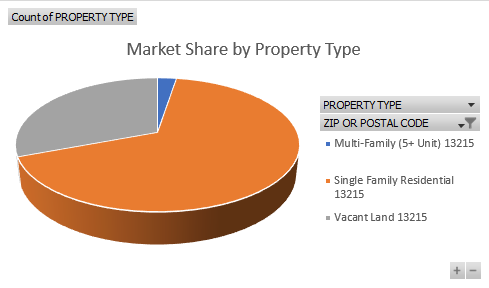 Count of PROPERTY TYPE
Market Share by Property Type
PROPERTY TYPE
ZIP OR POSTAL CODE
Multi-Family (5+ Unit) 13215
Single Family Residential
13215
Vacant Land 13215
+ −